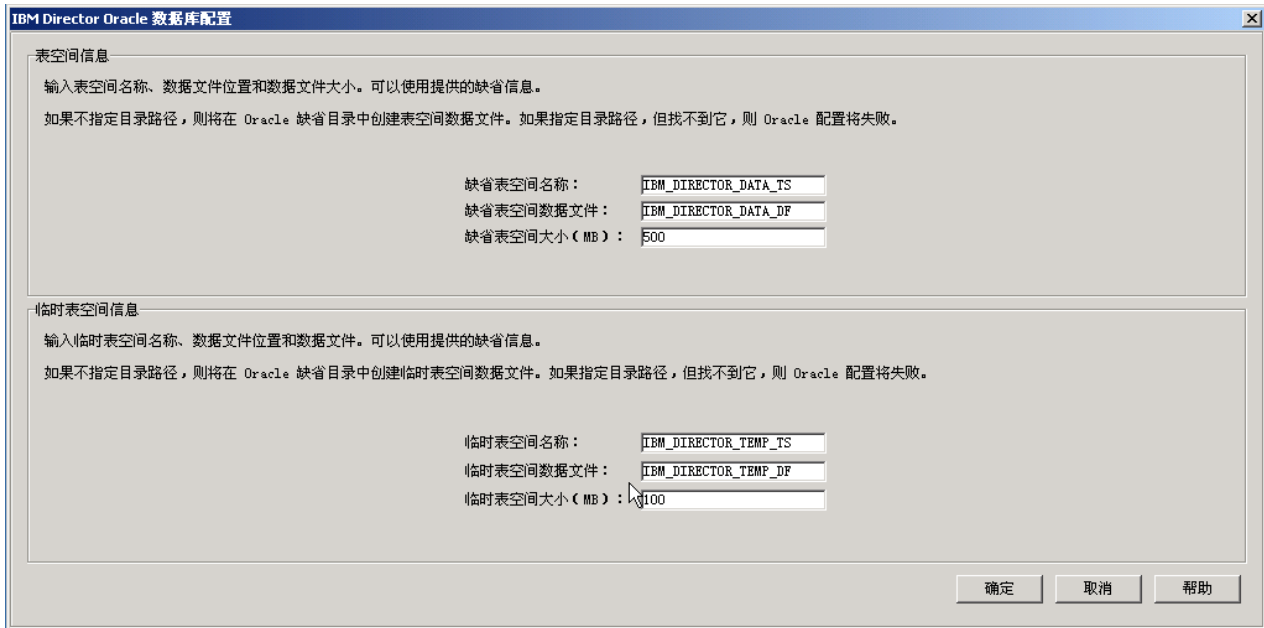 IBM Director Oracle 数据库配置
表空间信息
输入表空间名称、数据文件位置和数据文件大小。可以使用提供的缺省信息。
如果不指定目录路径，则将在 Oracle 缺省目录中创建表空间数据文件。如果指定目录路径，但找不到它，则 Oracle 配置将失败。
缺省表空间名称： IBM_DIRECTOR_DATA_TS
缺省表空间数据文件： IBM_DIRECTOR_DATA_DF
缺省表空间大小（MB）： 500
临时表空间信息
输入临时表空间名称、数据文件位置和数据文件。可以使用提供的缺省信息。
如果不指定目录路径，则将在 Oracle 缺省目录中创建临时表空间数据文件。如果指定目录路径，但找不到它，则 Oracle 配置将失败。
临时表空间名称： IBM_DIRECTOR_TEMP_TS
临时表空间数据文件： IBM_DIRECTOR_TEMP_DF
临时表空间大小（MB）： 100
确定 取消 帮助